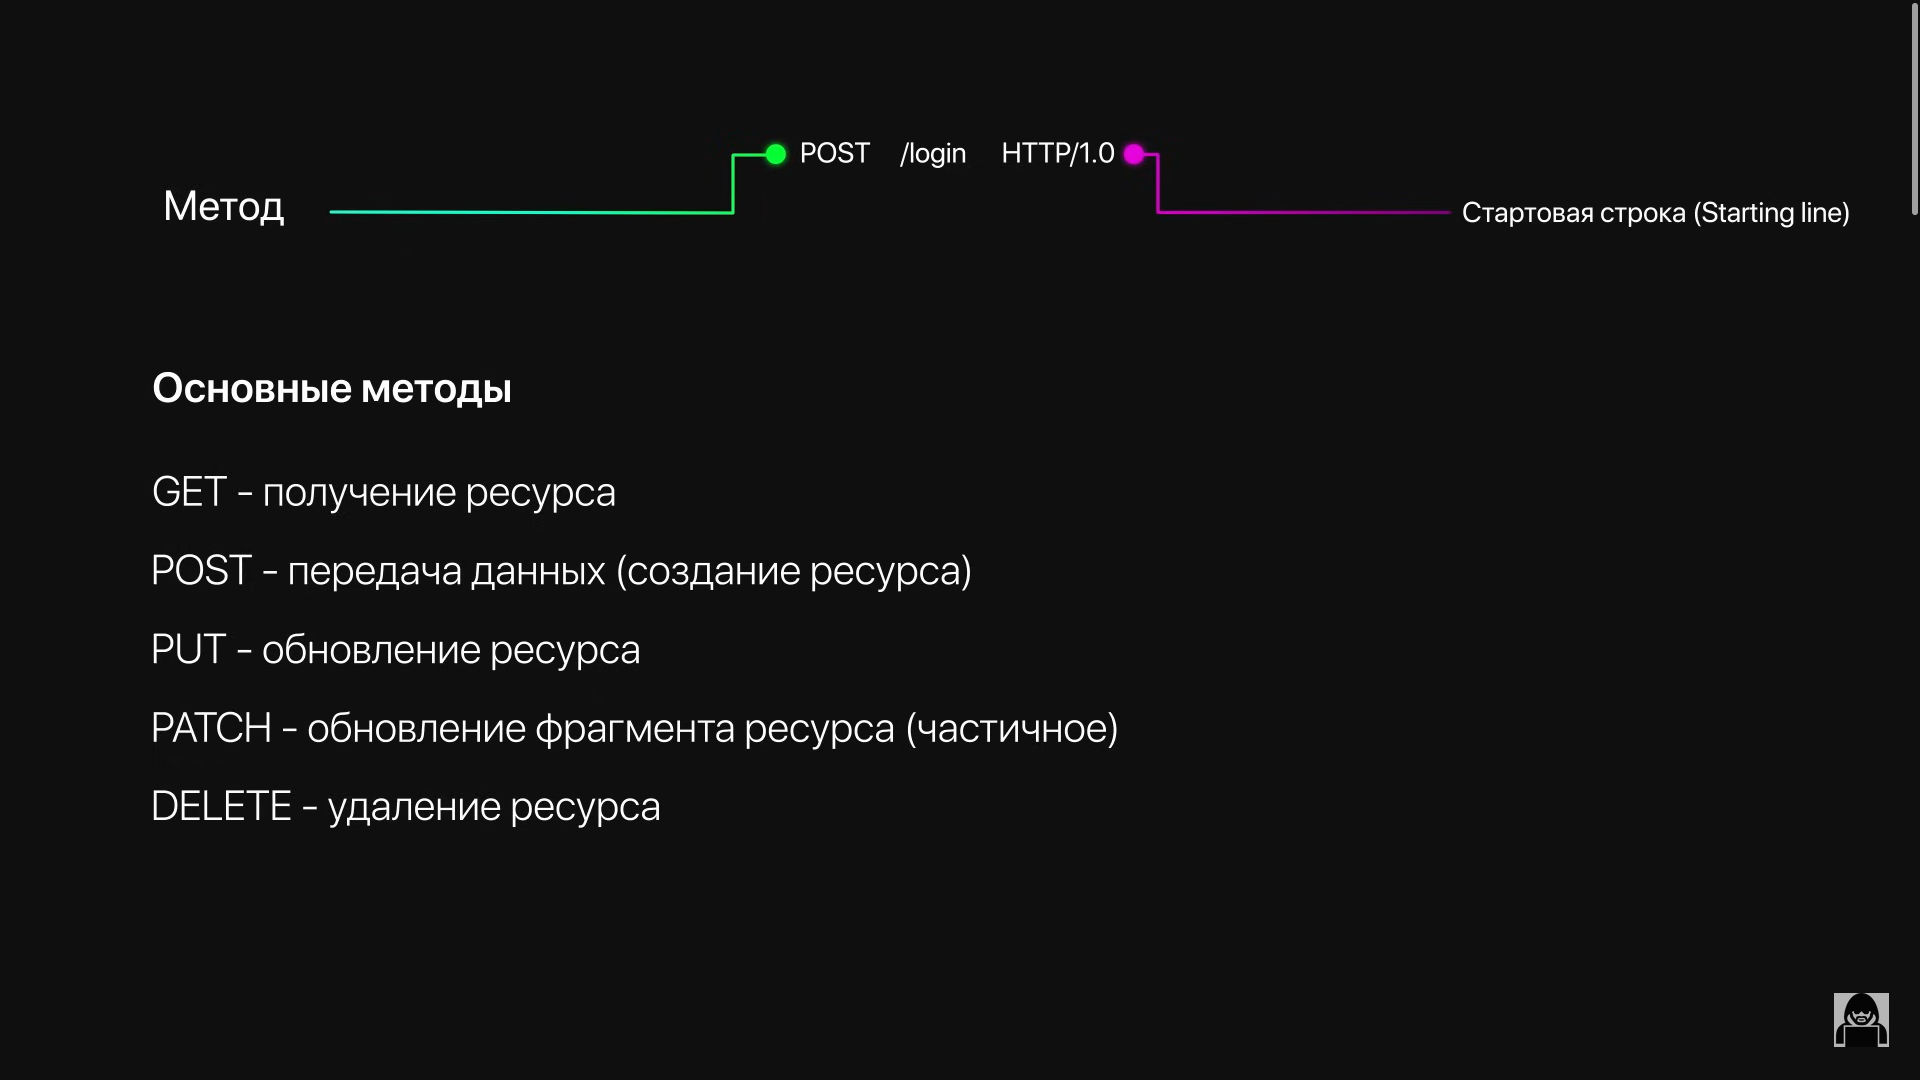 POST /login HTTP/1.0
Метод
Стартовая строка (Starting line)
Основные методы
GET - получение ресурса
POST - передача данных (создание ресурса)
PUT - обновление ресурса
PATCH - обновление фрагмента ресурса (частичное)
DELETE - удаление ресурса